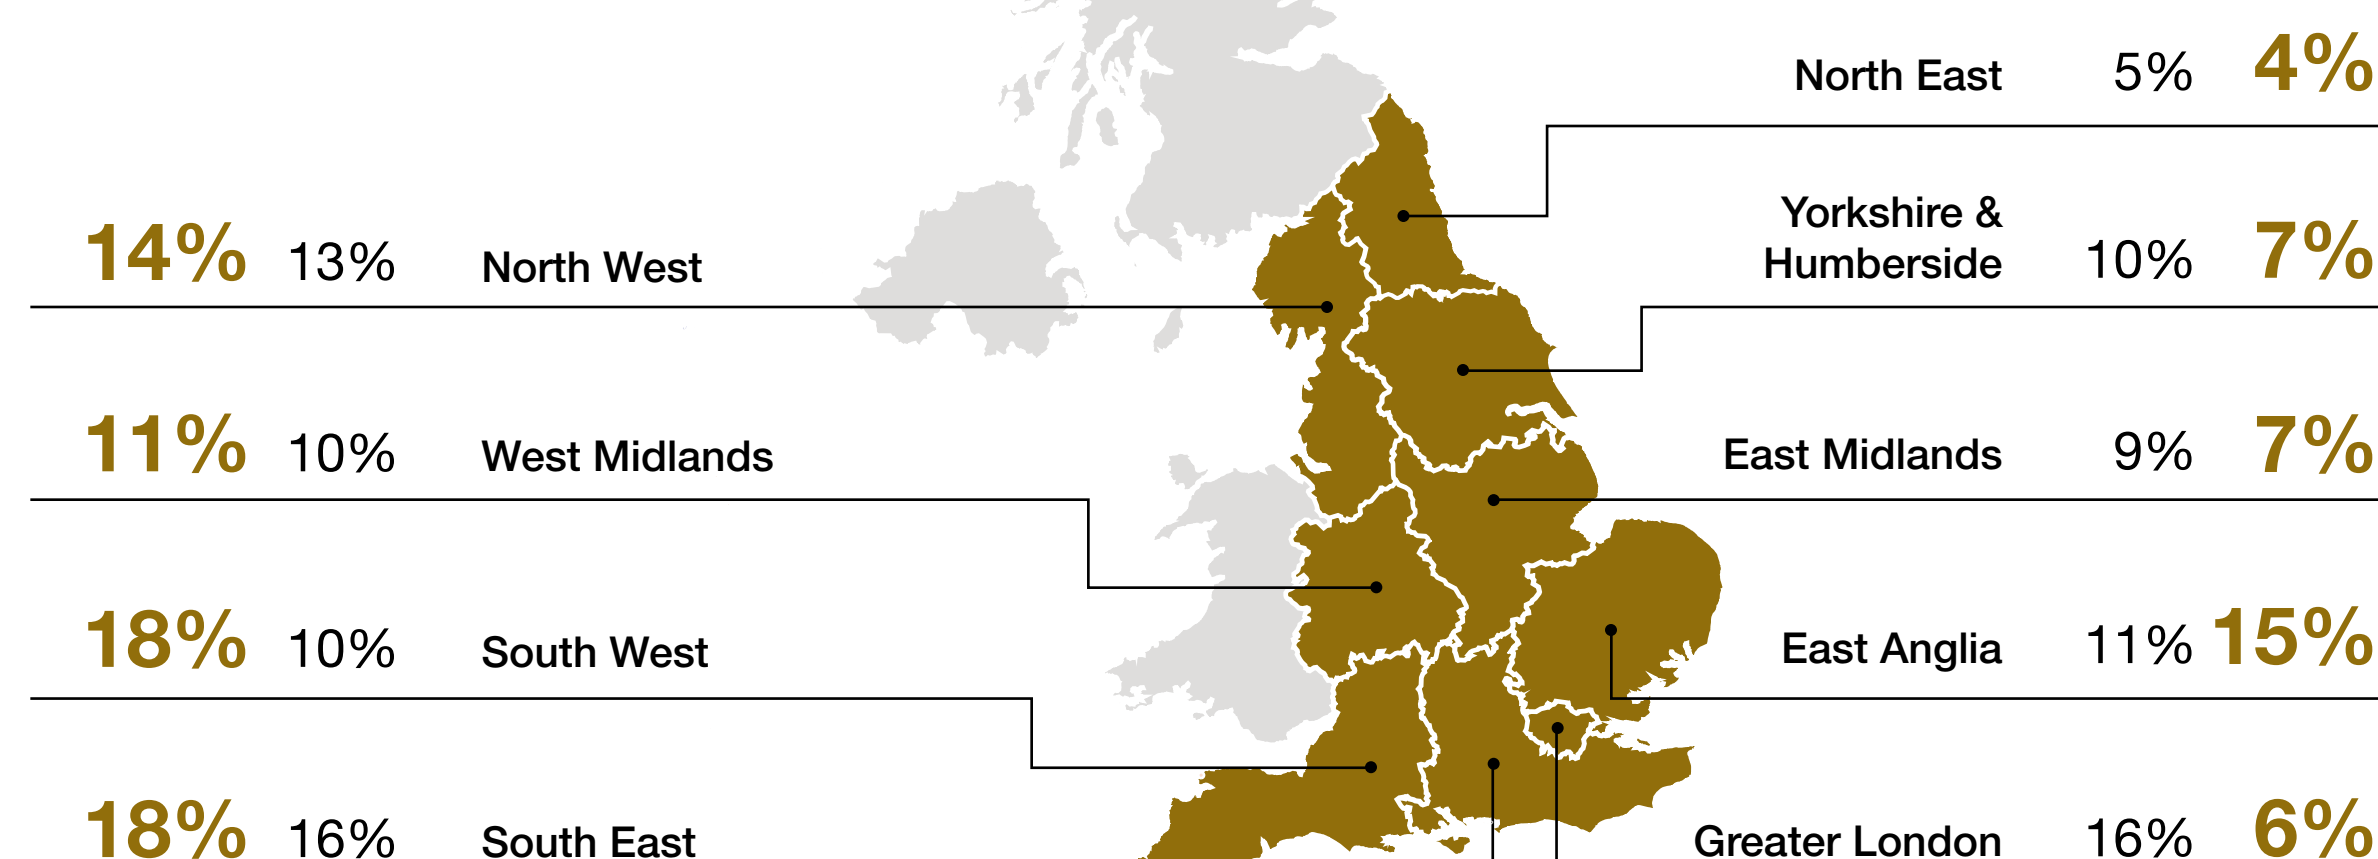 North East 5% 4%
Yorkshire &
Humberside 10% 7%
14% 13% North West
11% 10% West Midlands
East Midlands 9% 7%
18% 10% South West
East Anglia 11% 15%
18% 16% South East
Greater London 16% 6%